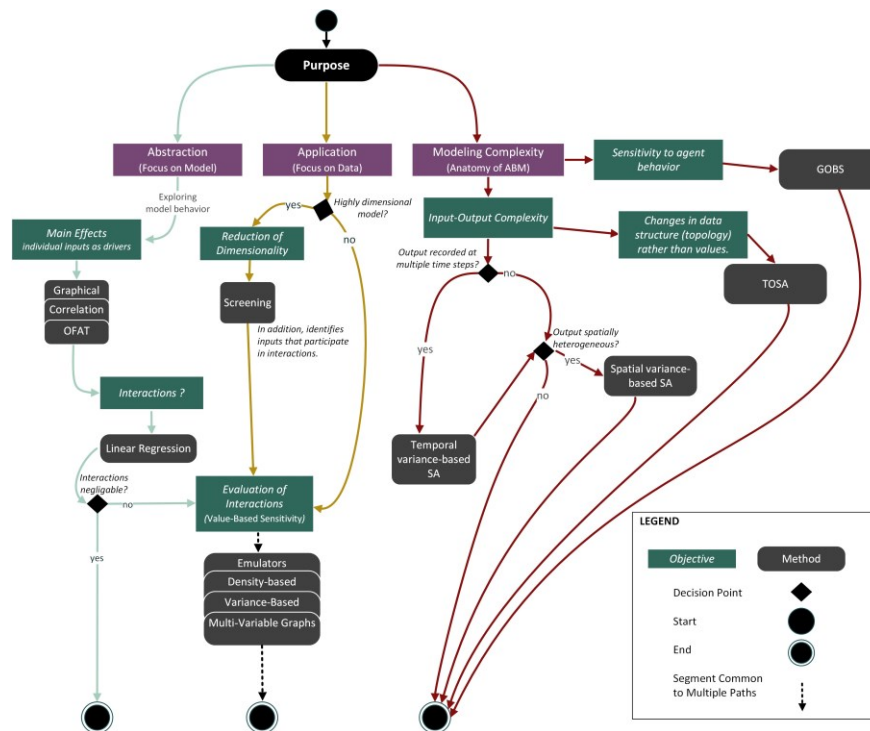 Purpose
Abstraction
(Focus on Model)
Application
(Focus on Data)
Modeling Complexity
(Anatomy of ABM)
Sensitivity to agent
behavior
GOBS
Exploring
model behavior
yes
Highly dimensional
model?
no
Main Effects
individual inputs as drivers
Reduction of
Dimensionality
Input-Output Complexity
Changes in data
structure (topology)
rather than values.
Output recorded at
multiple time steps?
no
TOSA
Graphical
Correlation
OFAT
Screening
In addition, identifies
inputs that participate
in interactions.
yes
Output spatially
heterogeneous?
yes
no
Spatial variance-
based SA
Interactions ?
Linear Regression
Temporal
variance-based
SA
Interactions
negligable?
no
yes
Evaluation of
Interactions
(Value-Based Sensitivity)
Emulators
Density-based
Variance-Based
Multi-Variable Graphs
LEGEND
Objective
Method
Decision Point
Start
End
Segment Common
to Multiple Paths